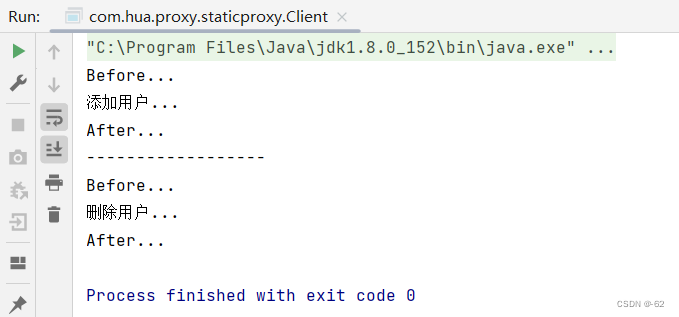 Run: com.hua.proxy.staticproxy.Client ×
"C:\Program Files\Java\jdk1.8.0_152\bin\java.exe" ...
Before...
添加用户...
After...
------------------
Before...
删除用户...
After...
Process finished with exit code 0
CSDN @-62